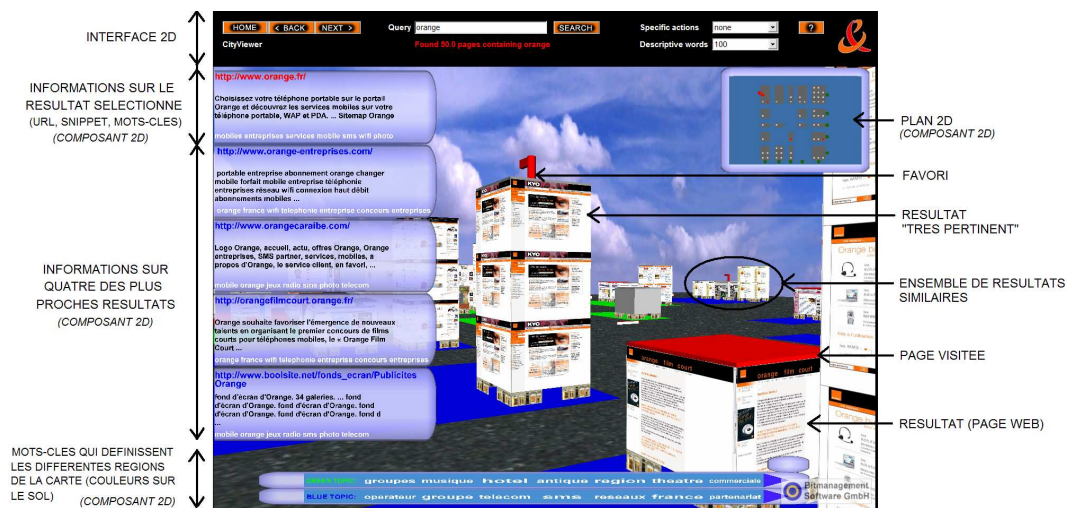 INTERFACE 2D
HOME
< BACK
NEXT >
Query
orange
SEARCH
Specific actions
none
?
CityViewer
Found 50.0 pages containing orange
Descriptive words
100
&
INFORMATIONS SUR LE
RESULTAT SELECTIONNE
(URL, SNIPPET, MOTS-CLES)
(COMPOSANT 2D)
http://www.orange.fr/
Choisissez votre téléphone portable sur le portail
Orange et découvrez les services mobiles sur votre
téléphone portable, WAP et PDA. ... Sitemap Orange
mobiles entreprises services mobile sms wifi photo
PLAN 2D
(COMPOSANT 2D)
INFORMATIONS SUR
QUATRE DES PLUS
PROCHES RESULTATS
(COMPOSANT 2D)
http://www.orange-entreprises.com/
portable entreprise abonnement orange changer
mobile forfait mobile entreprise téléphonie
entreprises réseau wifi connexion haut débit
abonnements mobiles ...
orange france wifi telephonie entreprise concours entreprises
http://www.orangecaraibe.com/
Logo Orange, accueil, actu, offres Orange, Orange
entreprises, SMS partner, services, mobiles, a
propos d'Orange, le service client, en favori, ...
mobile orange jeux radio sms photo telecom
http://orangefilmcourt.orange.fr/
Orange souhaite favoriser l'émergence de nouveaux
talents en organisant le premier concours de films
courts pour téléphones mobiles, le « Orange Film
Court ...
orange france wifi telephonie entreprise concours entreprises
http://www.boolsite.net/fonds_ecran/Publicites
Orange
fond d'écran d'Orange. 34 galeries. ... fond
d'écran d'Orange. fond d'écran d'Orange. fond
d'écran d'Orange. fond d'écran d'Orange. fond d
...
mobile orange jeux radio sms photo telecom
FAVORI
KYO
KYO
RESULTAT
"TRES PERTINENT"
ENSEMBLE DE RESULTATS
SIMILAIRES
PAGE VISITEE
orange film court
orange film court
RESULTAT (PAGE WEB)
MOTS-CLES QUI DEFINISSENT
LES DIFFERENTES REGIONS
DE LA CARTE (COULEURS SUR
LE SOL)
(COMPOSANT 2D)
GREEN TOPIC: groupes musique hotel antique region theatre commerciale
BLUE TOPIC: operateur groupe telecom sms reseaux france partenariat
Bitmanagement
Software GmbH